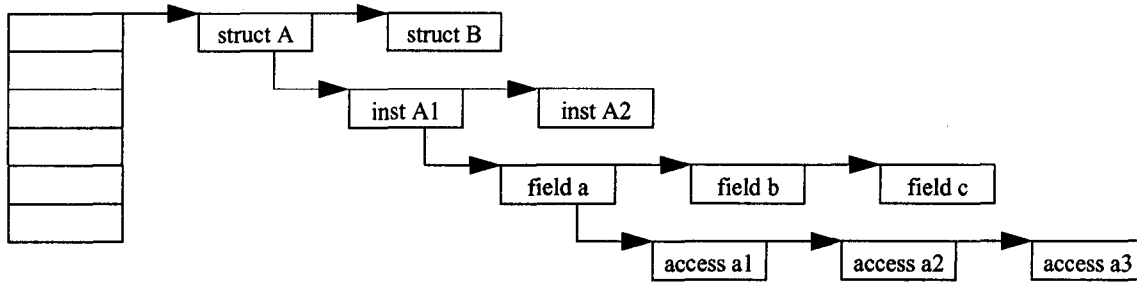 struct A
struct B
inst A1
inst A2
field a
field b
field c
access a1
access a2
access a3